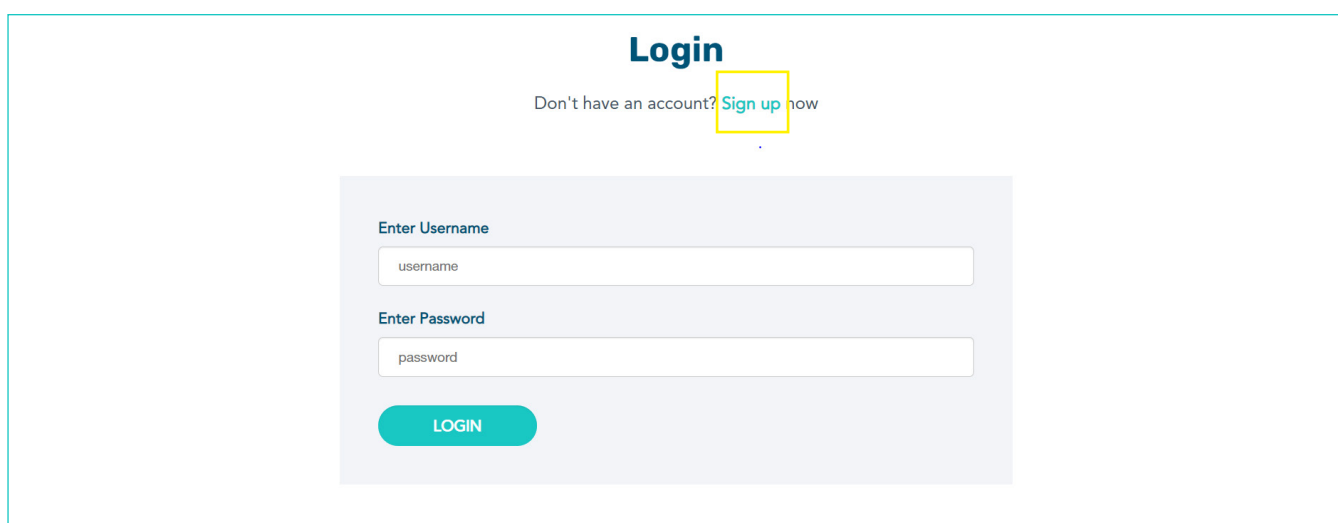 Login
Don't have an account? Sign up now
Enter Username
username
Enter Password
password
LOGIN